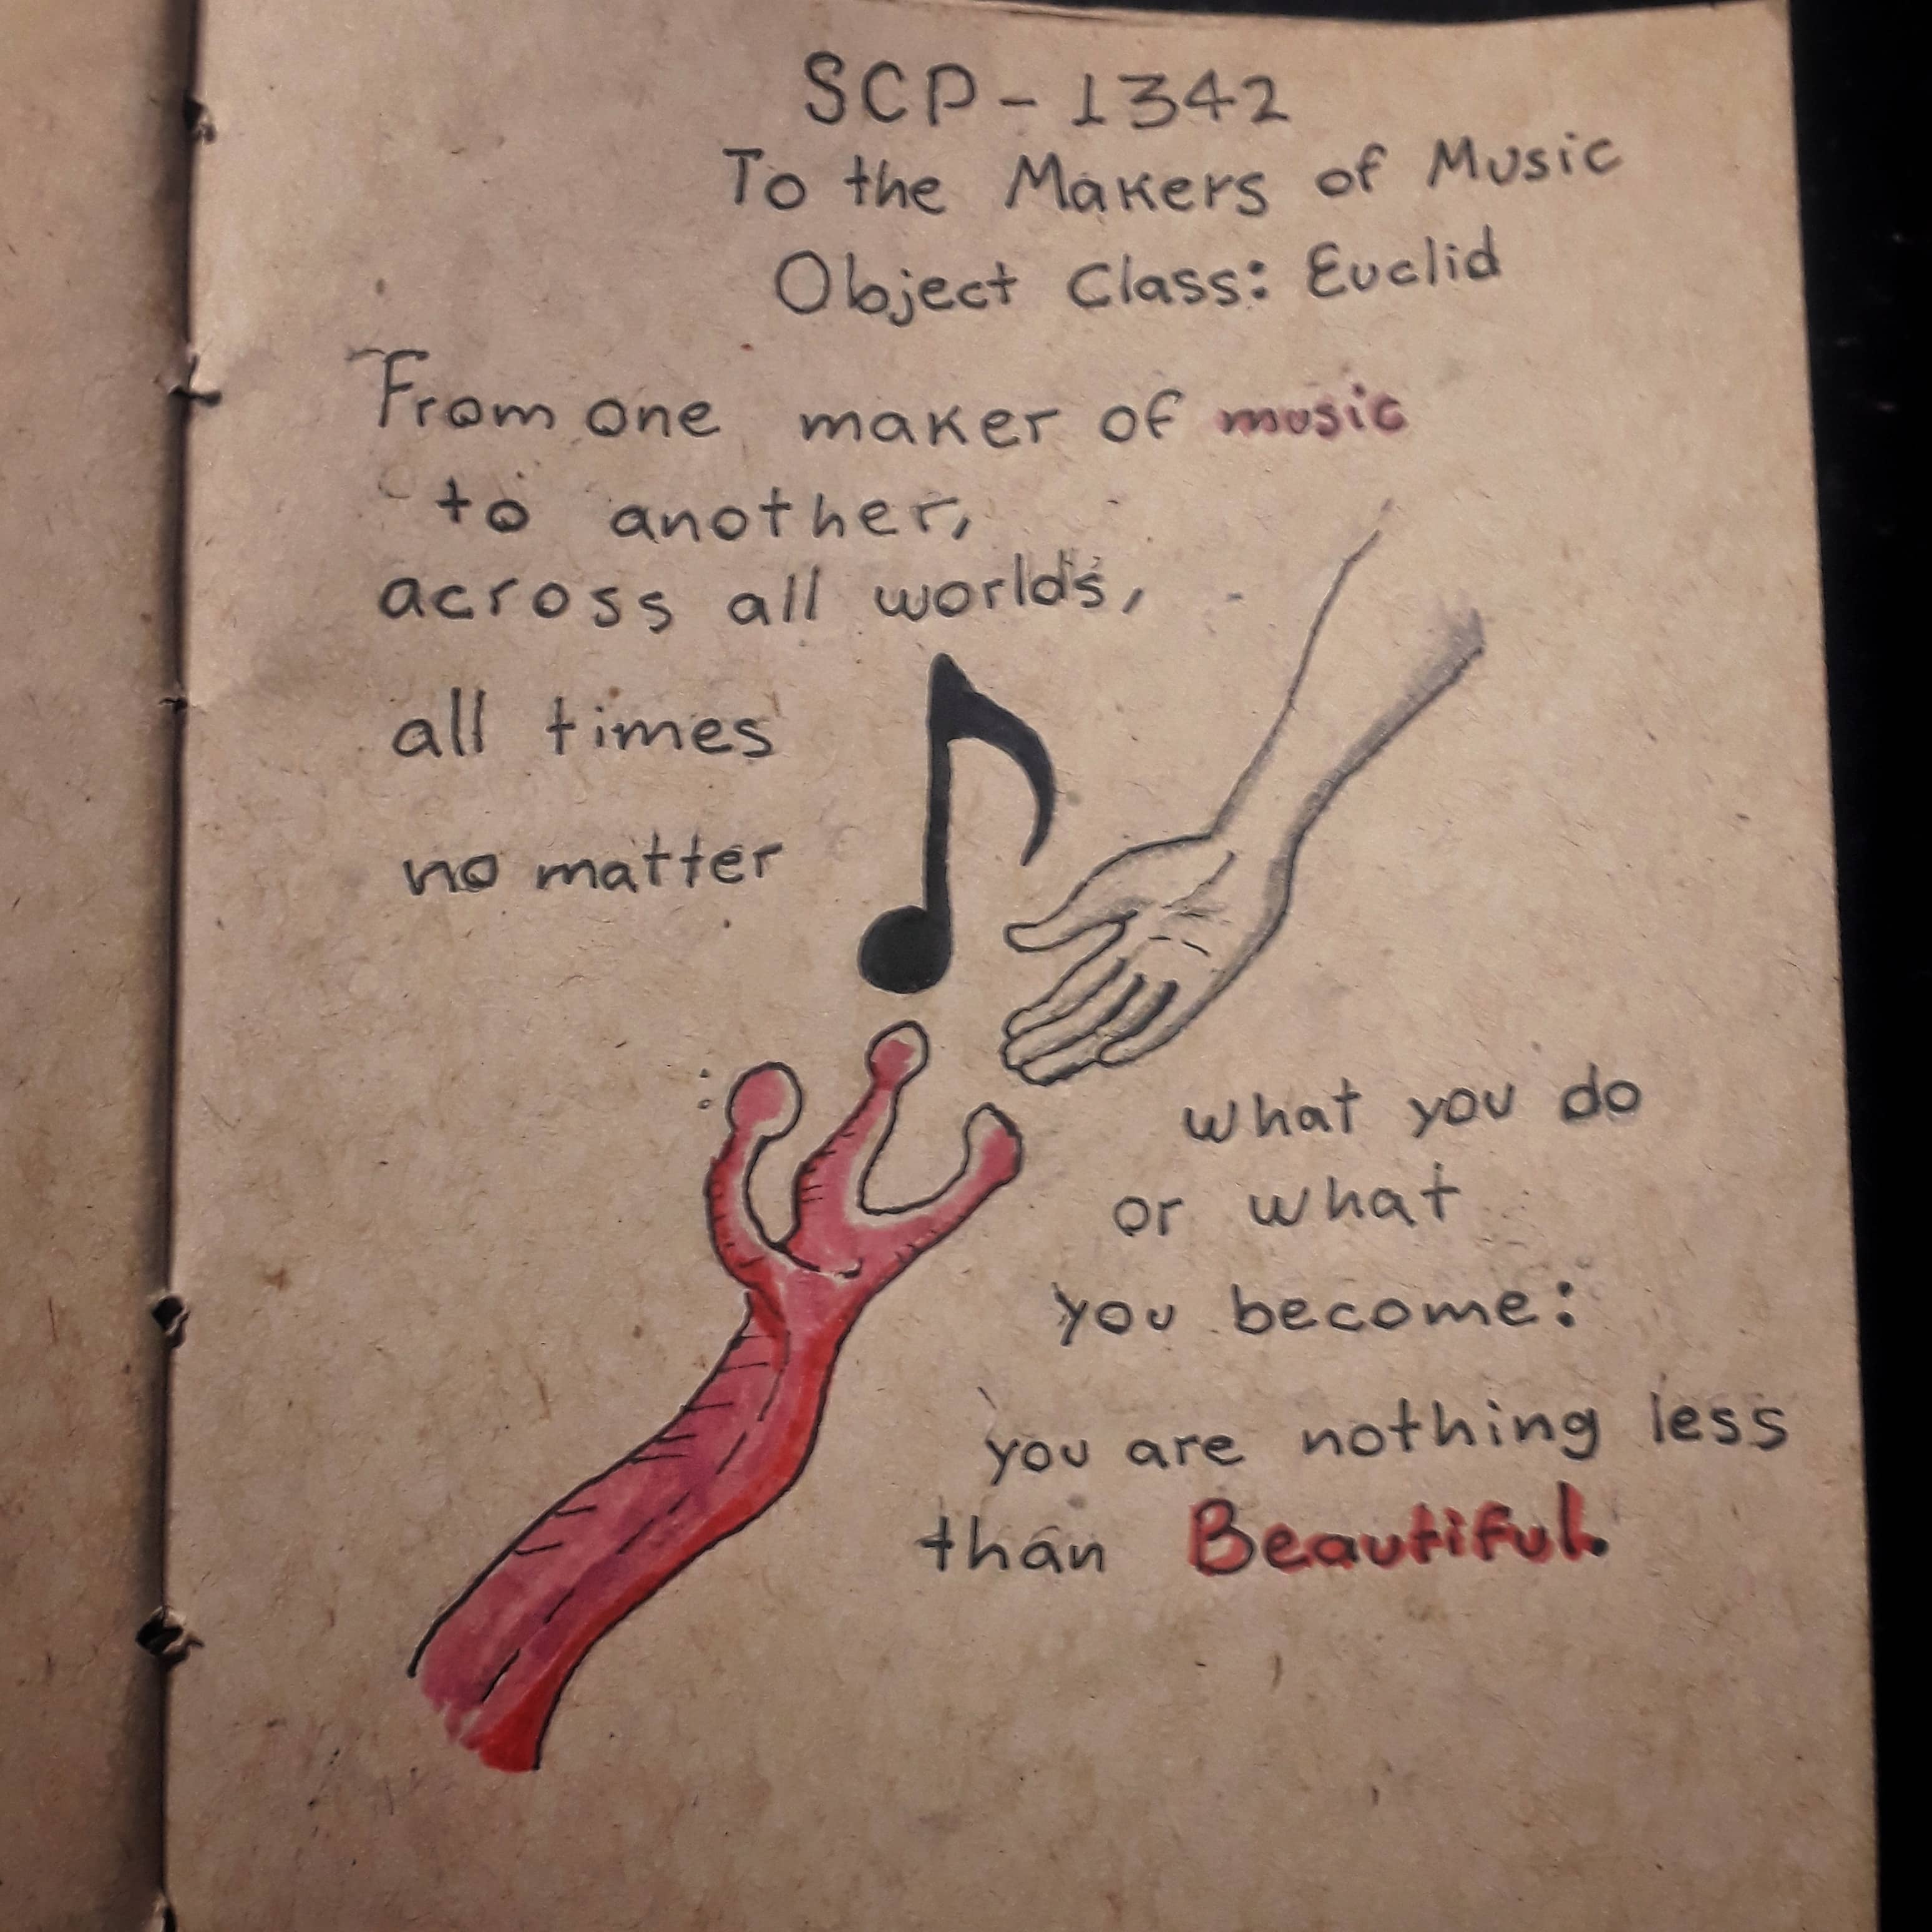 SCP-1342
To the Makers of Music
Object Class: Euclid
From one maker of music
to another,
across all worlds,
all times
no matter
what you do
or what
you become:
you are nothing less
than Beautiful.